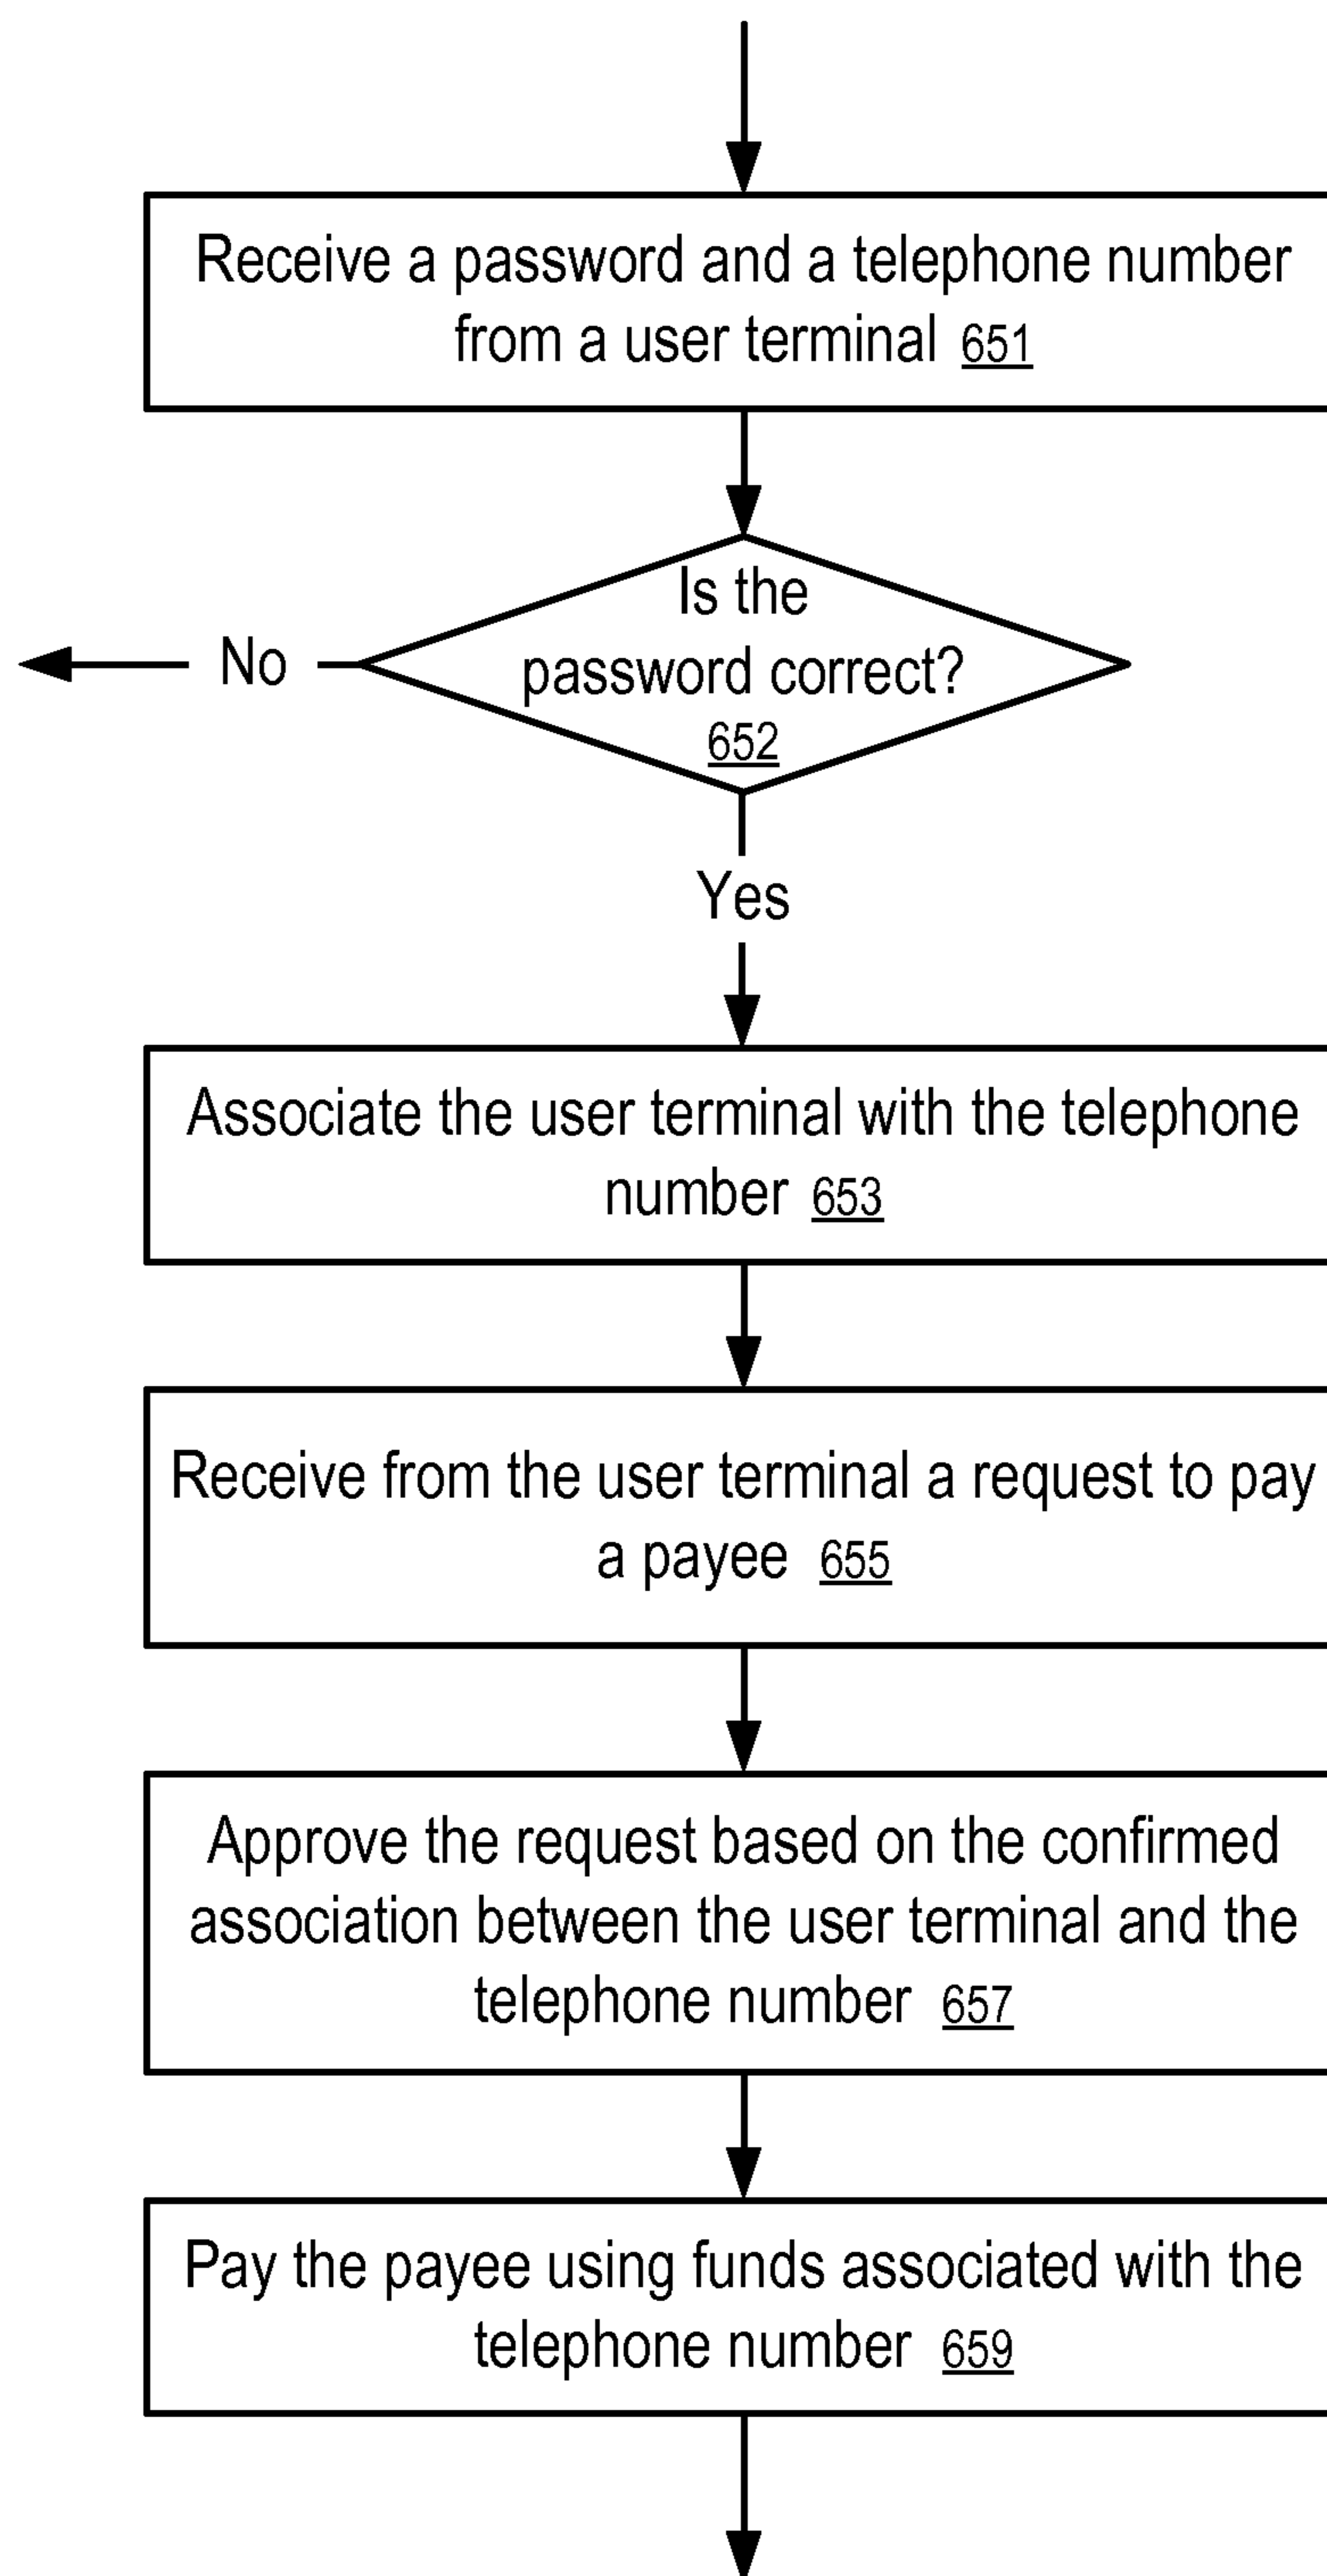 Receive a password and a telephone number
from a user terminal 651
Is the
password correct?
652
No
Yes
Associate the user terminal with the telephone
number 653
Receive from the user terminal a request to pay
a payee 655
Approve the request based on the confirmed
association between the user terminal and the
telephone number 657
Pay the payee using funds associated with the
telephone number 659